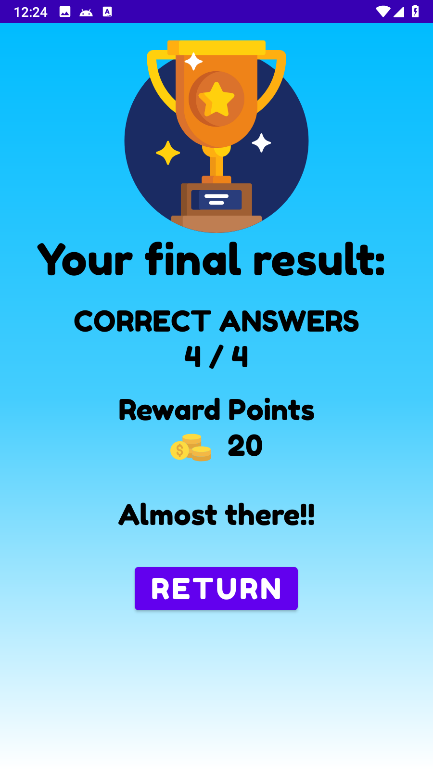 12:24
Your final result:
CORRECT ANSWERS
4 / 4
Reward Points
20
Almost there!!
RETURN